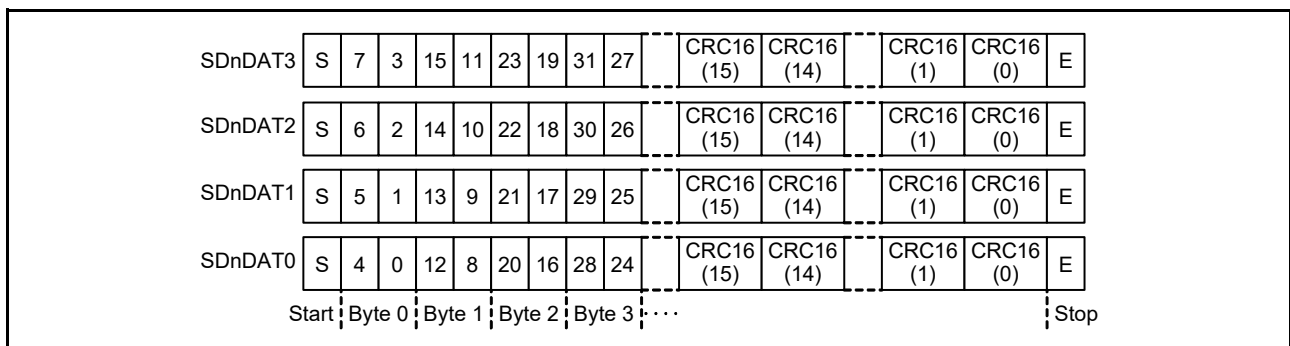 SDnDAT3 S 7 3 15 11 23 19 31 27 CRC16 (15) CRC16 (14) CRC16 (1) CRC16 (0) E
SDnDAT2 S 6 2 14 10 22 18 30 26 CRC16 (15) CRC16 (14) CRC16 (1) CRC16 (0) E
SDnDAT1 S 5 1 13 9 21 17 29 25 CRC16 (15) CRC16 (14) CRC16 (1) CRC16 (0) E
SDnDAT0 S 4 0 12 8 20 16 28 24 CRC16 (15) CRC16 (14) CRC16 (1) CRC16 (0) E
Start Byte 0 Byte 1 Byte 2 Byte 3 ···· Stop